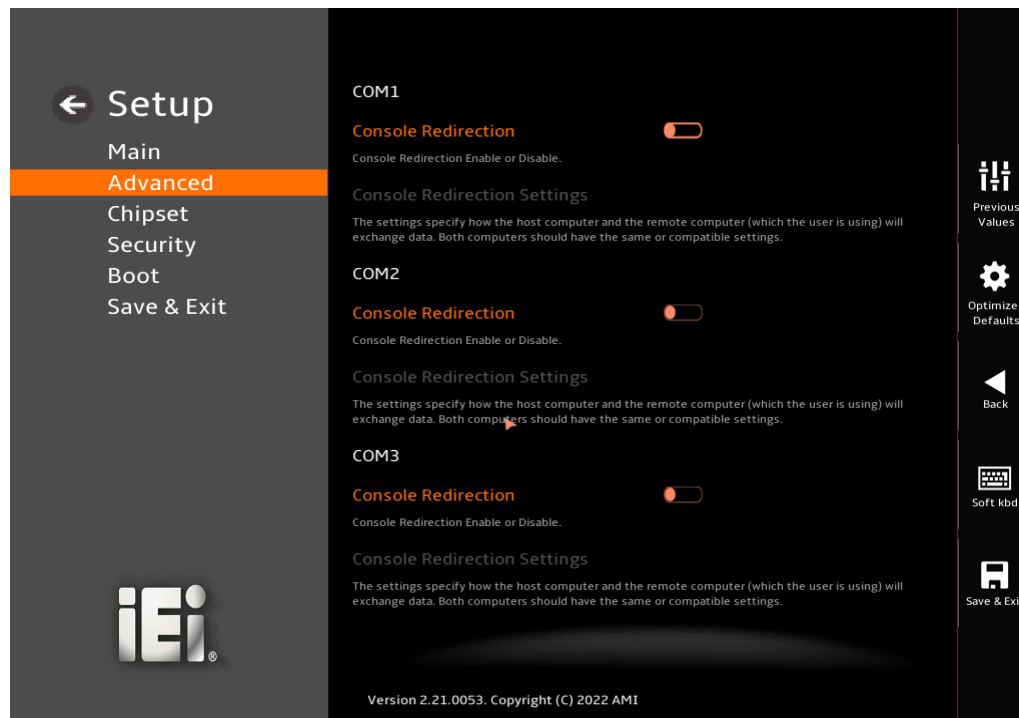 Setup
Main
Advanced
Chipset
Security
Boot
Save & Exit
iEi®
COM1
Console Redirection
Console Redirection Enable or Disable.
Console Redirection Settings
The settings specify how the host computer and the remote computer (which the user is using) will
exchange data. Both computers should have the same or compatible settings.
COM2
Console Redirection
Console Redirection Enable or Disable.
Console Redirection Settings
The settings specify how the host computer and the remote computer (which the user is using) will
exchange data. Both computers should have the same or compatible settings.
COM3
Console Redirection
Console Redirection Enable or Disable.
Console Redirection Settings
The settings specify how the host computer and the remote computer (which the user is using) will
exchange data. Both computers should have the same or compatible settings.
Version 2.21.0053. Copyright (C) 2022 AMI
Previous
Values
Optimize
Defaults
Back
Soft kbd
Save & Exi